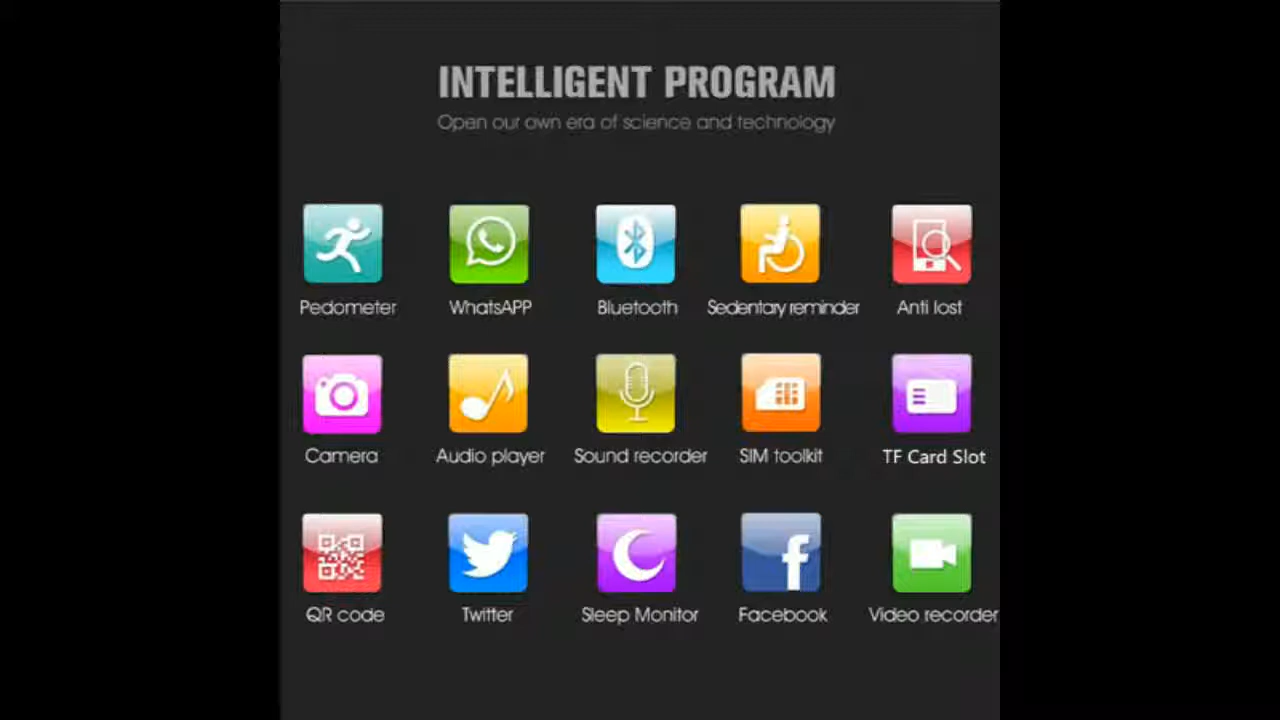 INTELLIGENT PROGRAM
Open our own era of science and technology
Pedometer WhatsAPP Bluetooth Sedentary reminder Anti lost
Camera Audio player Sound recorder SIM toolkit TF Card Slot
QR code Twitter Sleep Monitor Facebook Video recorder